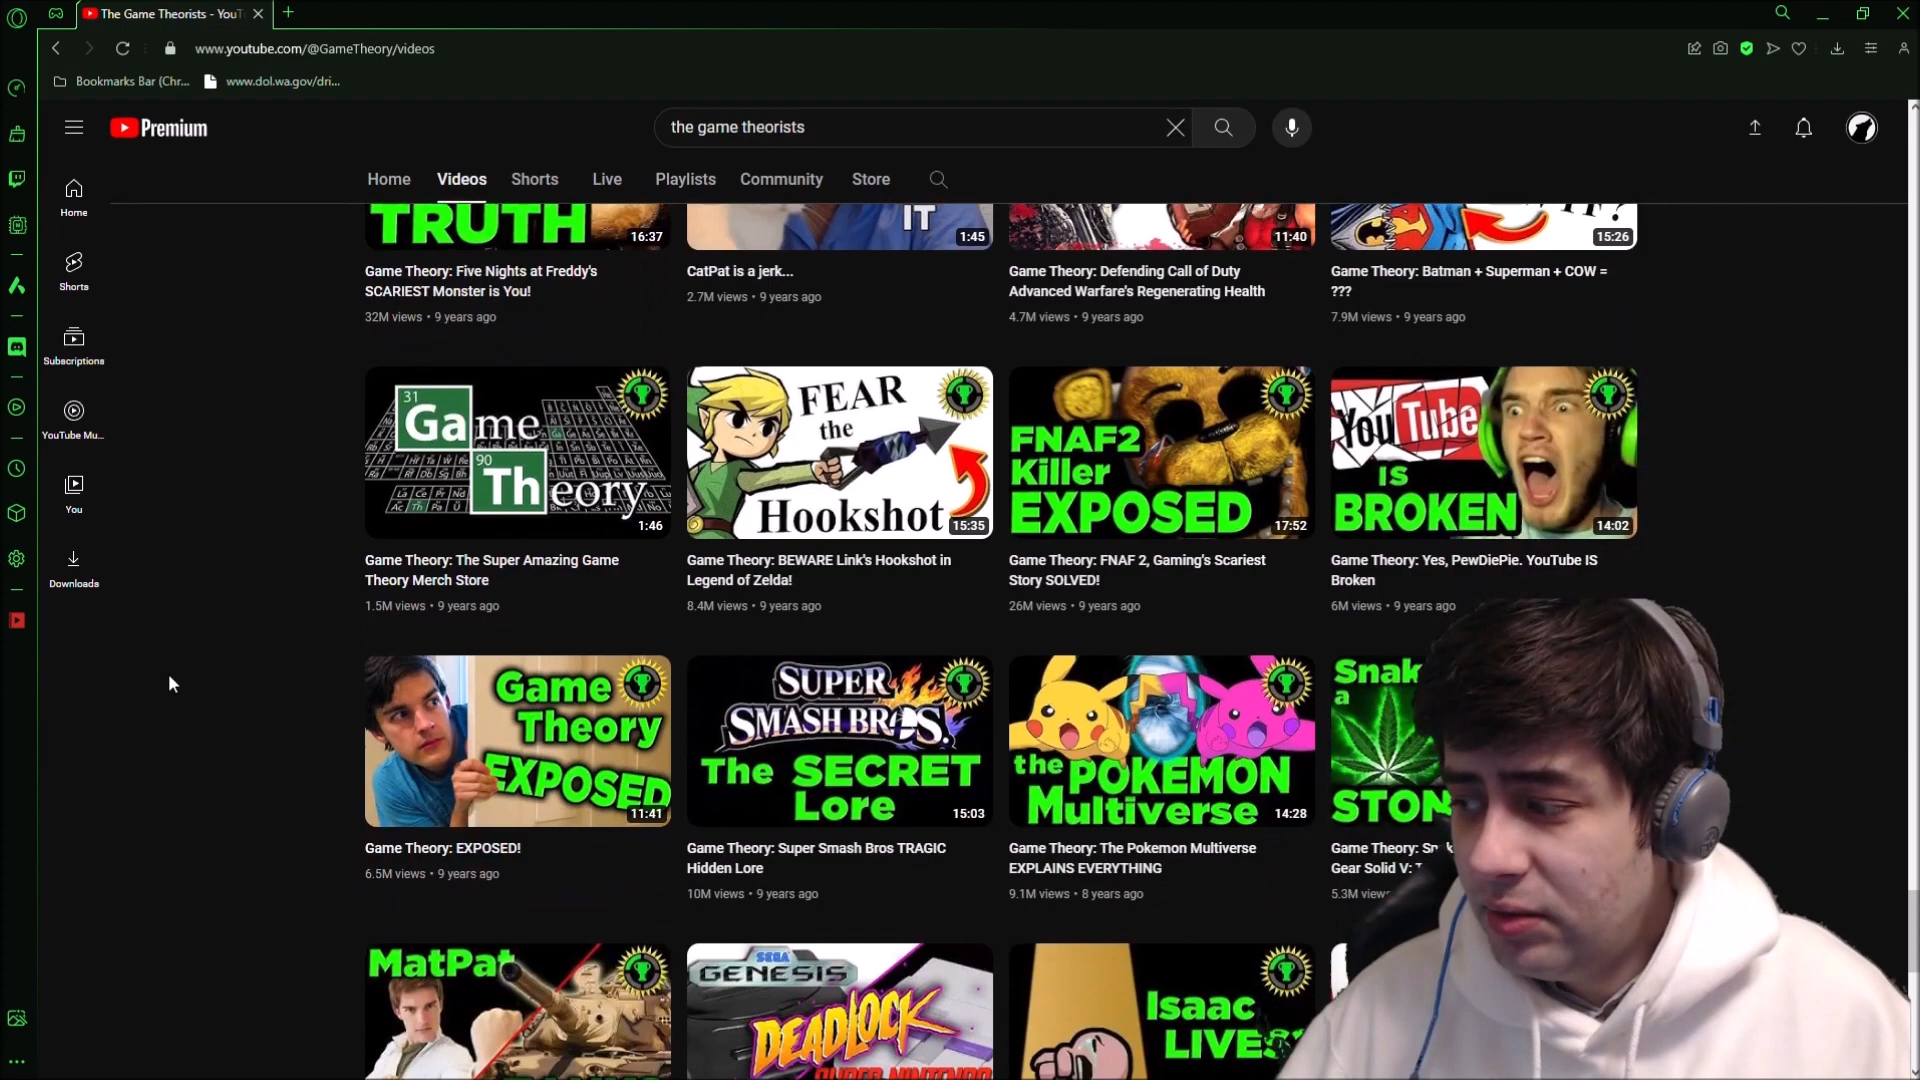 The Game Theorists - YouT
www.youtube.com/@GameTheory/videos
Bookmarks Bar (Chr...
www.dol.wa.gov/dri...
Premium
the game theorists
Home Videos Shorts Live Playlists Community Store
Home
Shorts
Subscriptions
YouTube Mu...
You
Downloads
TRUTH
16:37
IT
1:45
11:40
15:26
Game Theory: Five Nights at Freddy's
SCARIEST Monster is You!
32M views • 9 years ago
CatPat is a jerk...
2.7M views • 9 years ago
Game Theory: Defending Call of Duty
Advanced Warfare's Regenerating Health
4.7M views • 9 years ago
Game Theory: Batman + Superman + COW =
???
7.9M views • 9 years ago
31
Game
90
Theory
1:46
FEAR
the
Hookshot
15:35
FNAF2
Killer
EXPOSED
17:52
YouTube
IS
BROKEN
14:02
Game Theory: The Super Amazing Game
Theory Merch Store
1.5M views • 9 years ago
Game Theory: BEWARE Link's Hookshot in
Legend of Zelda!
8.4M views • 9 years ago
Game Theory: FNAF 2, Gaming's Scariest
Story SOLVED!
26M views • 9 years ago
Game Theory: Yes, PewDiePie. YouTube IS
Broken
6M views • 9 years ago
Game
Theory
EXPOSED
11:41
SUPER
SMASH BROS.
The SECRET
Lore
15:03
the POKEMON
Multiverse
14:28
Snak
a
STON
Game Theory: EXPOSED!
6.5M views • 9 years ago
Game Theory: Super Smash Bros TRAGIC
Hidden Lore
10M views • 9 years ago
Game Theory: The Pokemon Multiverse
EXPLAINS EVERYTHING
9.1M views • 8 years ago
Game Theory:
Gear Solid V:
5.3M views
MatPat
SEGA
GENESIS
DEADLOCK
SUPER NINTENDO
Isaac
LIVES